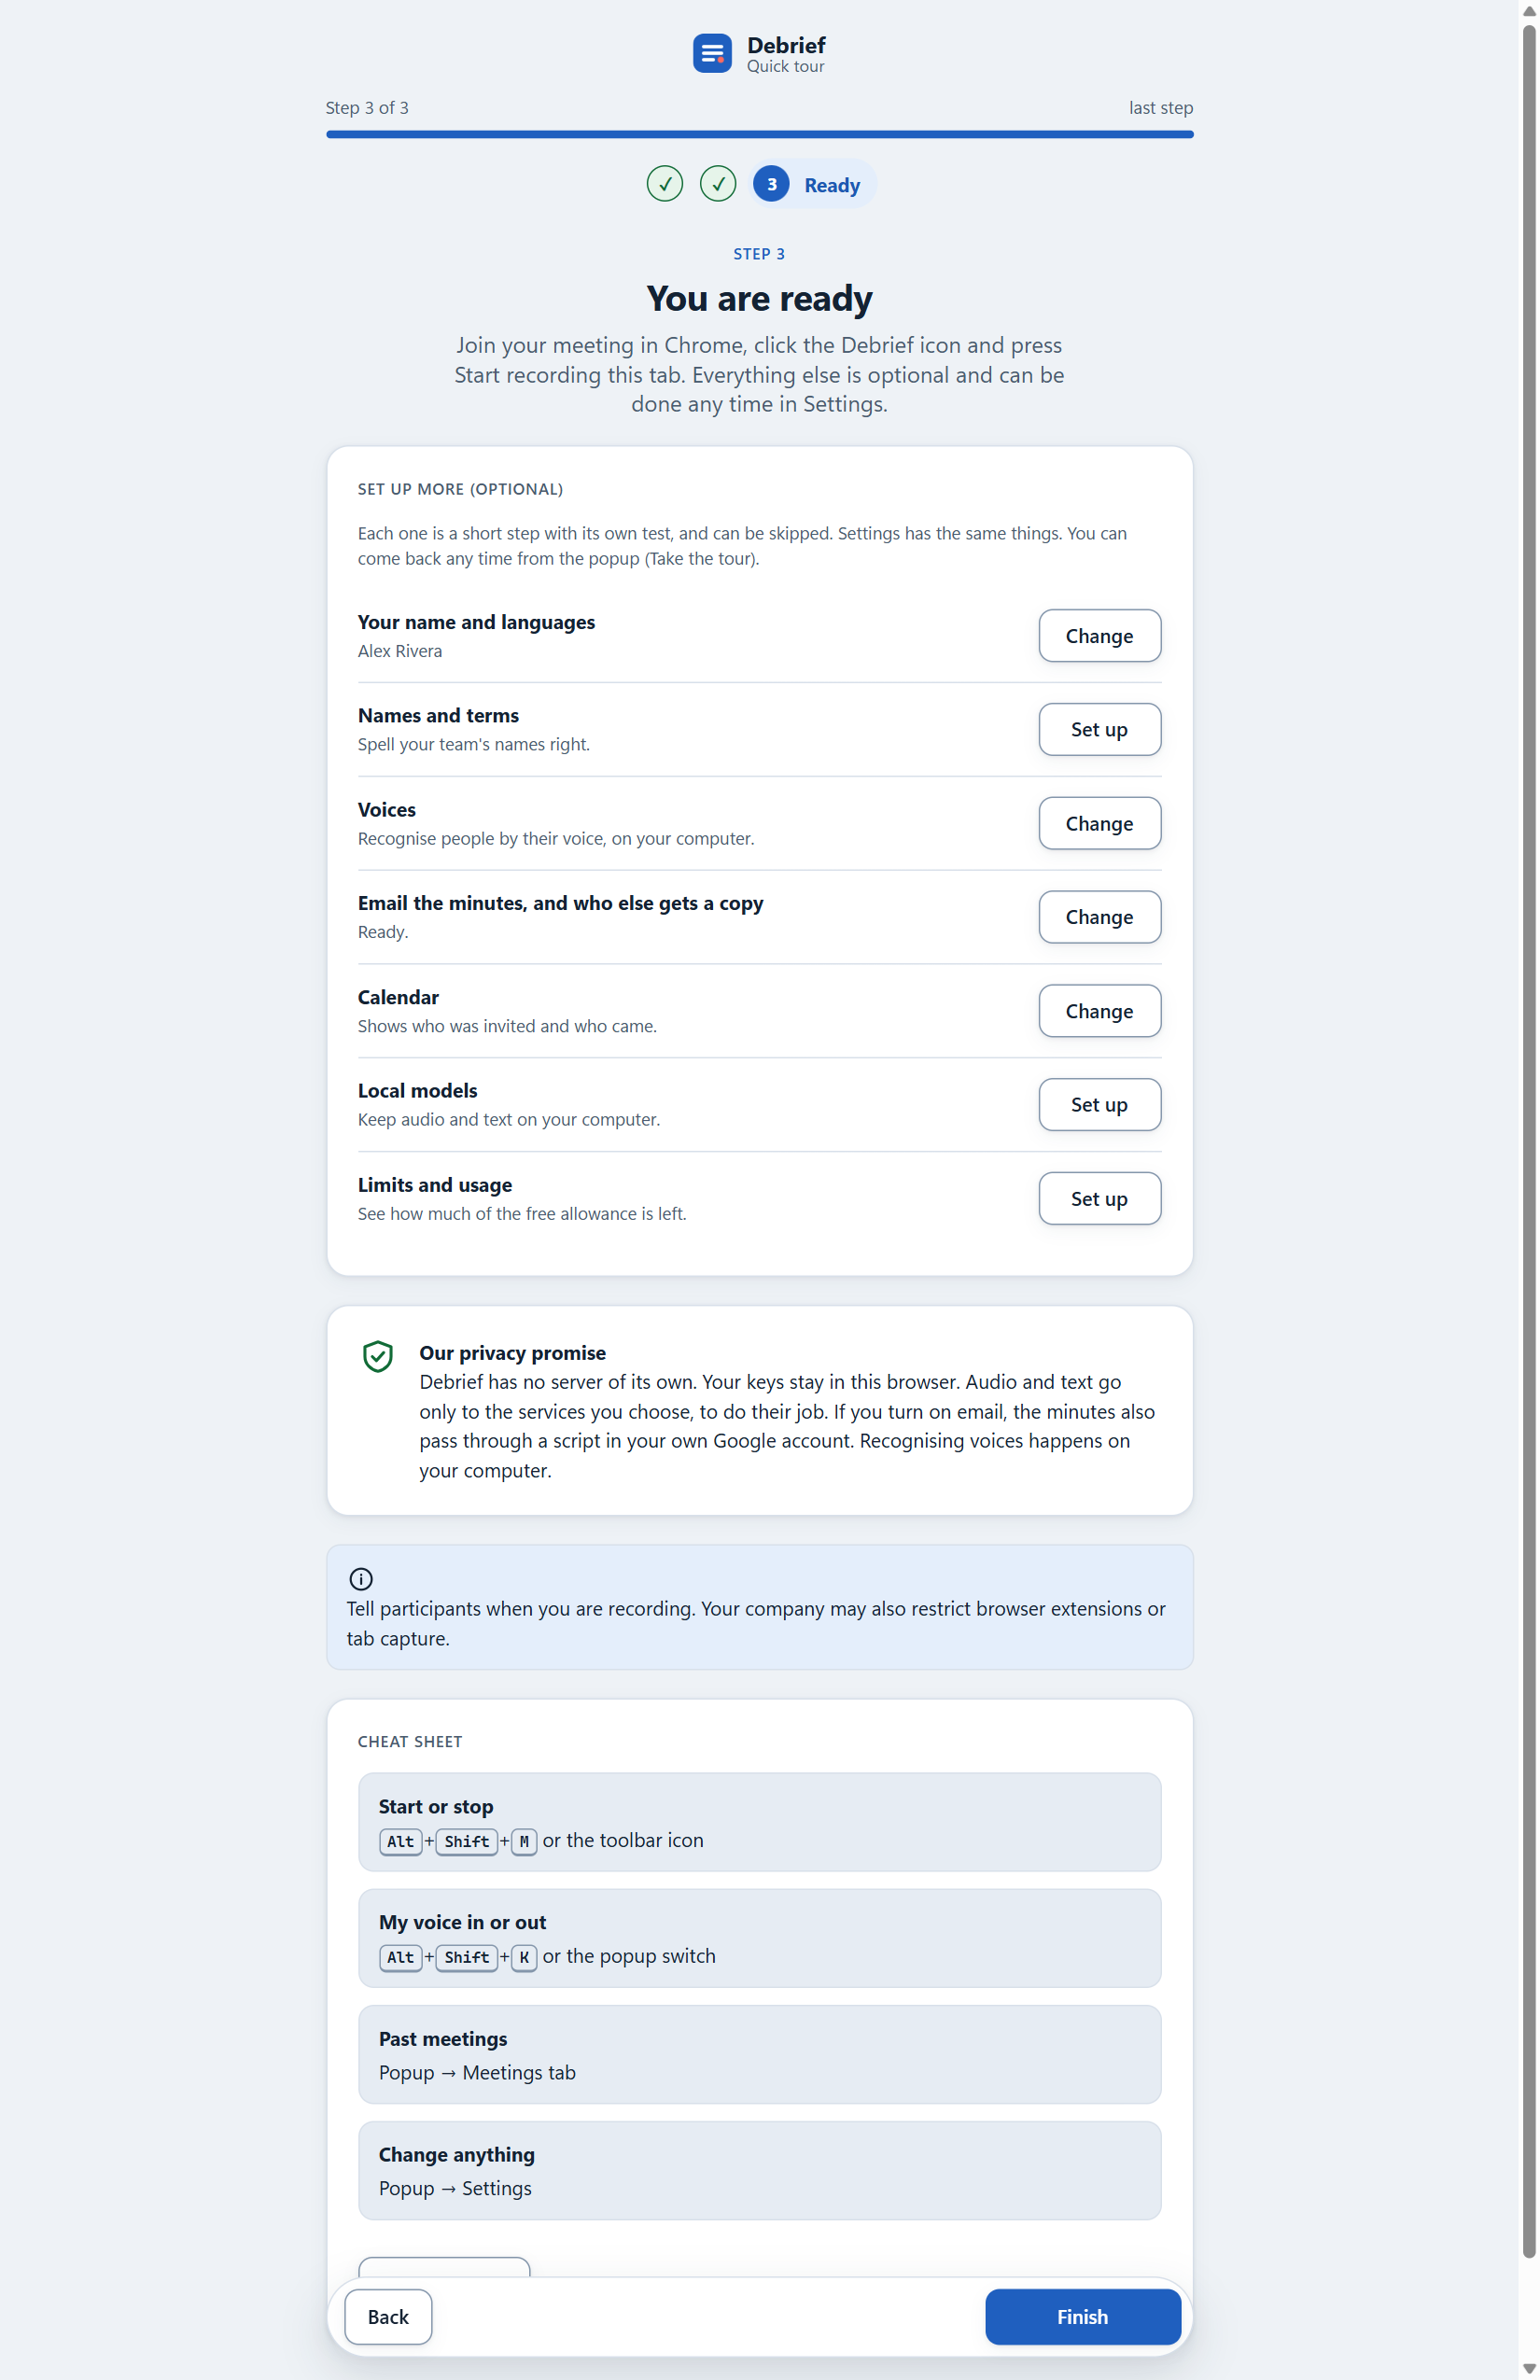 Debrief
Quick tour
Step 3 of 3
last step
3 Ready
STEP 3
You are ready
Join your meeting in Chrome, click the Debrief icon and press
Start recording this tab. Everything else is optional and can be
done any time in Settings.
SET UP MORE (OPTIONAL)
Each one is a short step with its own test, and can be skipped. Settings has the same things. You can
come back any time from the popup (Take the tour).
Your name and languages
Alex Rivera
Change
Names and terms
Spell your team's names right.
Set up
Voices
Recognise people by their voice, on your computer.
Change
Email the minutes, and who else gets a copy
Ready.
Change
Calendar
Shows who was invited and who came.
Change
Local models
Keep audio and text on your computer.
Set up
Limits and usage
See how much of the free allowance is left.
Set up
Our privacy promise
Debrief has no server of its own. Your keys stay in this browser. Audio and text go
only to the services you choose, to do their job. If you turn on email, the minutes also
pass through a script in your own Google account. Recognising voices happens on
your computer.
Tell participants when you are recording. Your company may also restrict browser extensions or
tab capture.
CHEAT SHEET
Start or stop
Alt+Shift+M or the toolbar icon
My voice in or out
Alt+Shift+K or the popup switch
Past meetings
Popup → Meetings tab
Change anything
Popup → Settings
Back
Finish